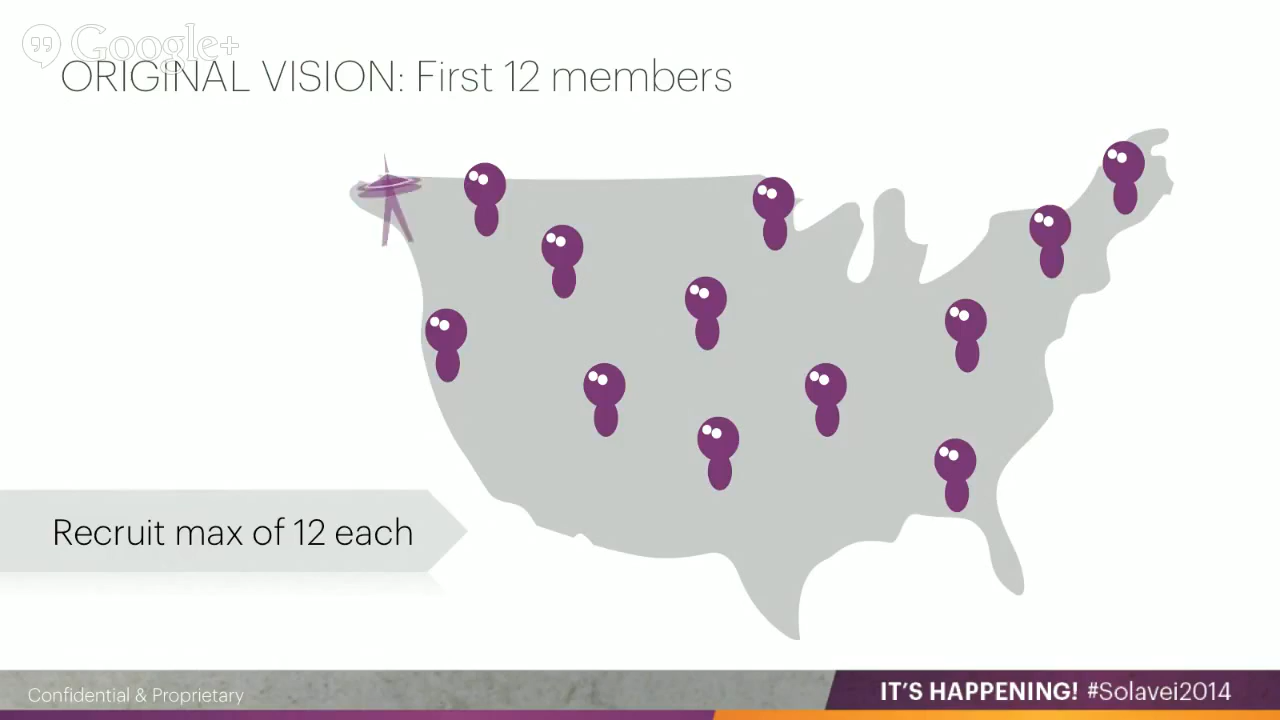 Google+
ORIGINAL VISION: First 12 members
Recruit max of 12 each
Confidential & Proprietary
IT'S HAPPENING! #Solavei2014